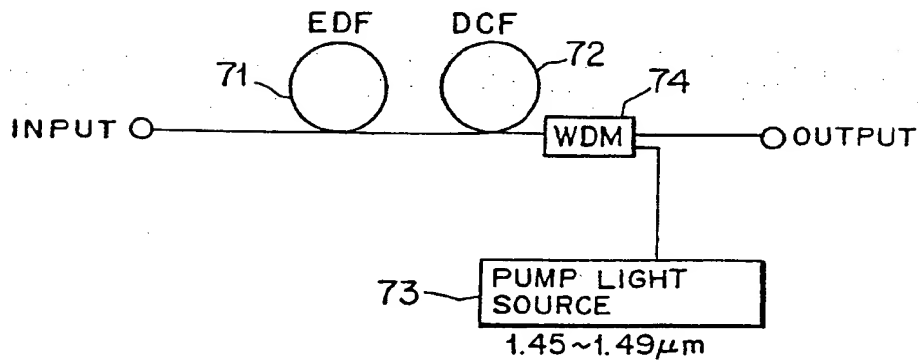 EDF
DCF
71
72
74
INPUT
WDM
OUTPUT
73
PUMP LIGHT
SOURCE
1.45~1.49μm